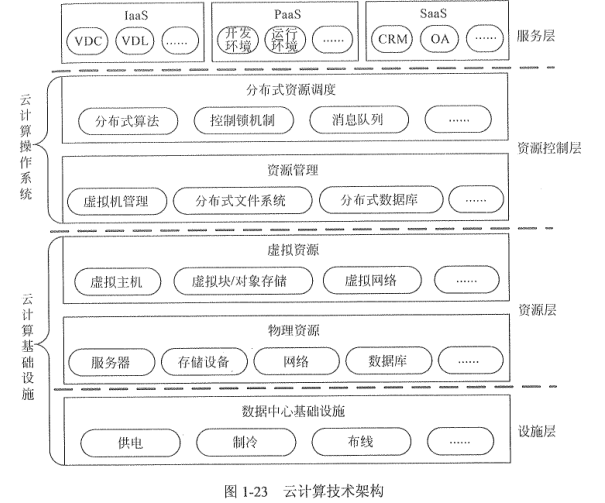 IaaS PaaS SaaS
VDC VDL …… 开发环境 运行环境 …… CRM OA …… 服务层
分布式资源调度
分布式算法 控制锁机制 消息队列 ……
云计算操作系统
资源控制层
资源管理
虚拟机管理 分布式文件系统 分布式数据库 ……
虚拟资源
虚拟主机 虚拟块/对象存储 虚拟网络 ……
云计算基础设施
资源层
物理资源
服务器 存储设备 网络 数据库 ……
数据中心基础设施
供电 制冷 布线 ……
设施层
图 1-23 云计算技术架构